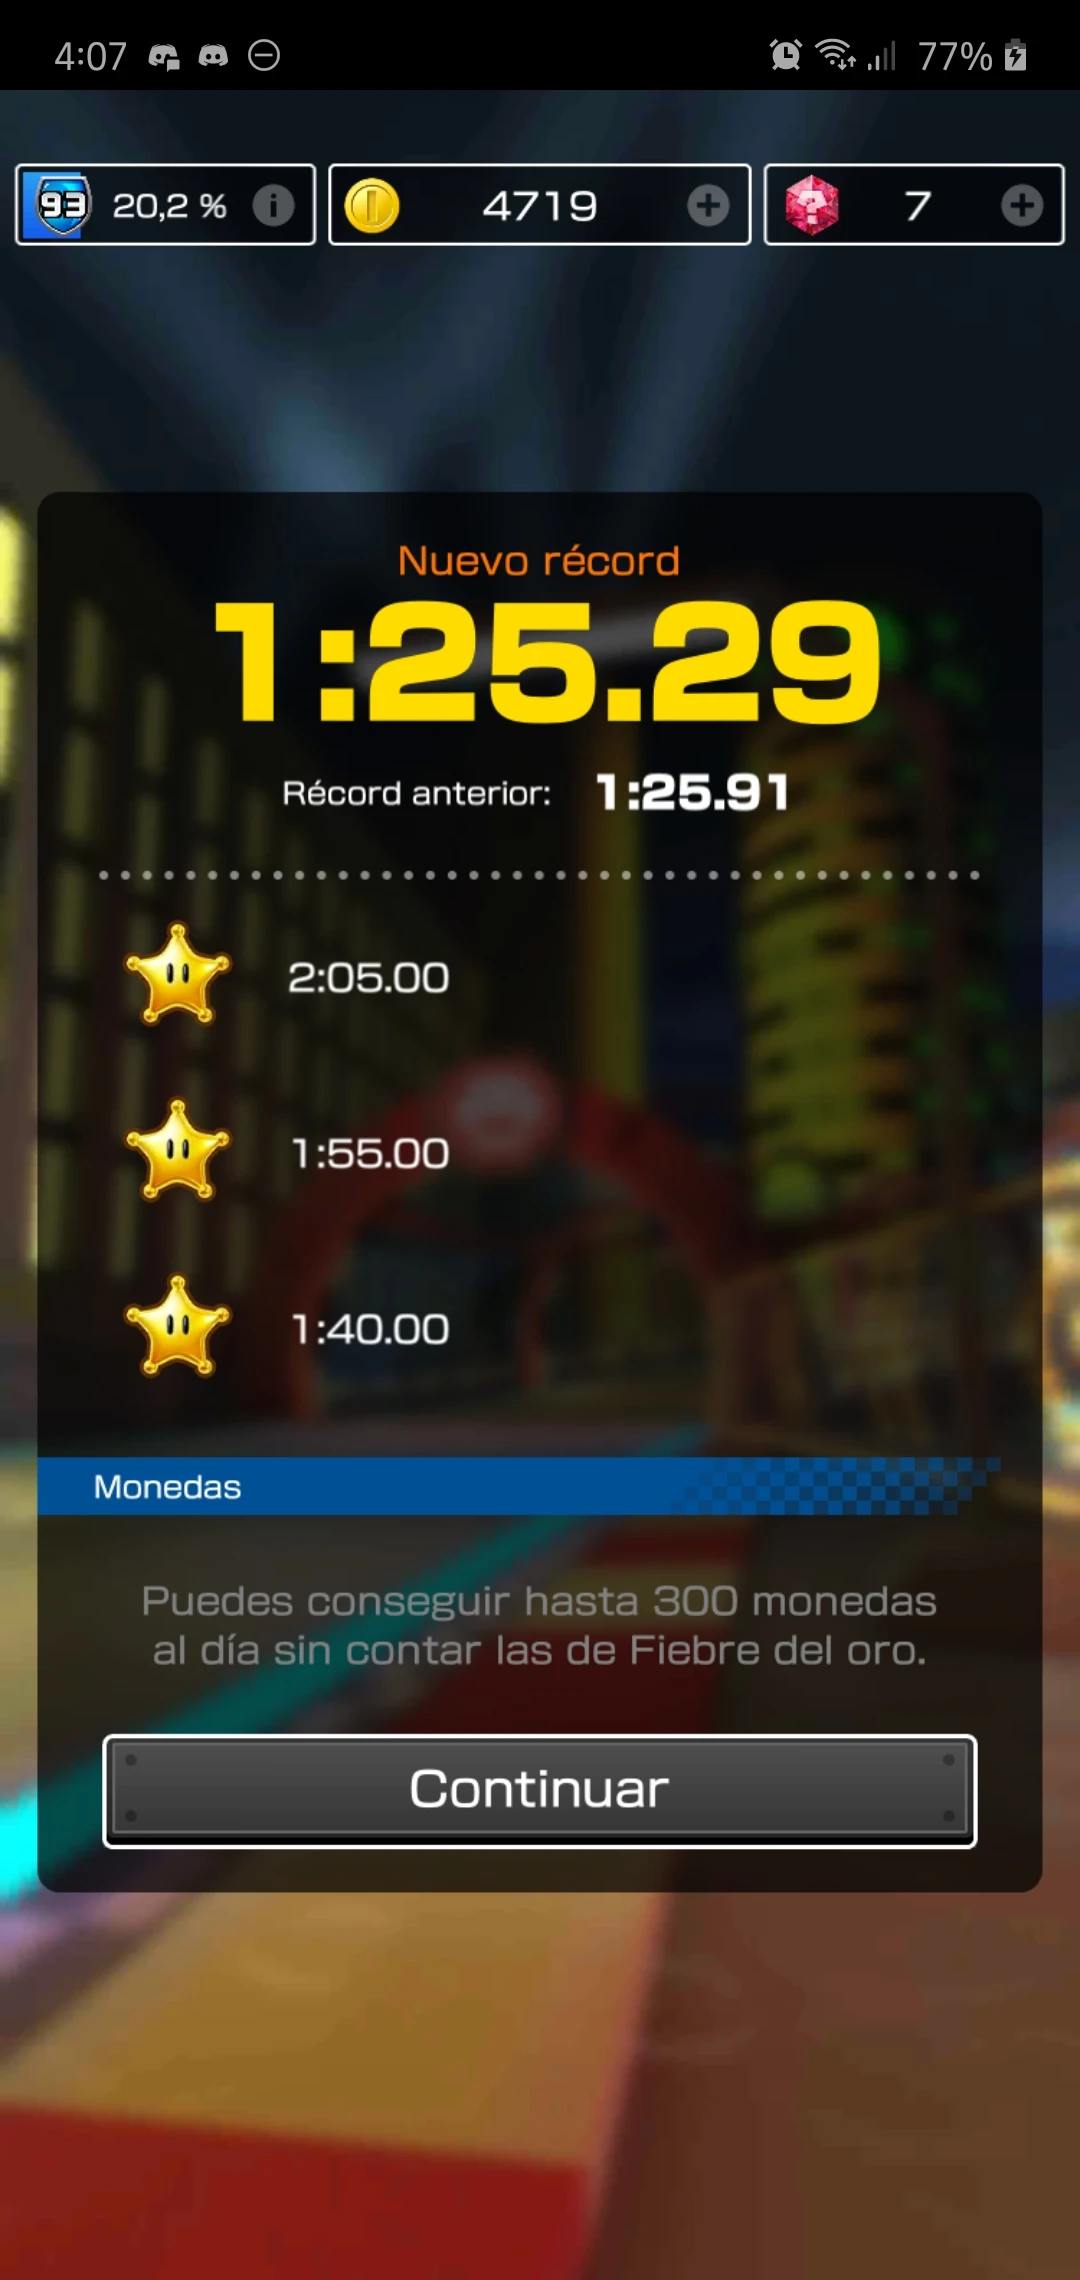 4:07 77%
93 20,2 % i 4719 + ? 7 +
Nuevo récord
1:25.29
Récord anterior: 1:25.91
2:05.00
1:55.00
1:40.00
Monedas
Puedes conseguir hasta 300 monedas
al día sin contar las de Fiebre del oro.
Continuar